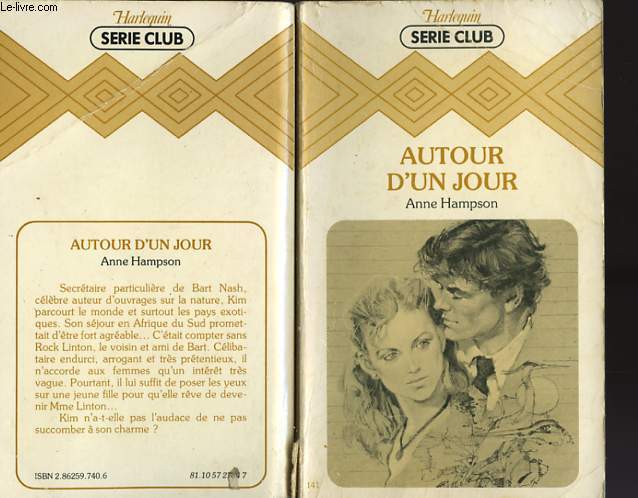 Le-livre.com
Harlequin
SERIE CLUB
AUTOUR D'UN JOUR
Anne Hampson
Secrétaire particulière de Bart Nash,
célèbre auteur d'ouvrages sur la nature, Kim
parcourt le monde et surtout les pays exoti-
ques. Son séjour en Afrique du Sud promet-
tait d'être fort agréable... C'était compter sans
Rock Linton, le voisin et ami de Bart. Céliba-
taire endurci, arrogant et très prétentieux, il
n'accorde aux femmes qu'un intérêt très
vague. Pourtant, il lui suffit de poser les yeux
sur une jeune fille pour qu'elle rêve de deve-
nir Mme Linton...
Kim n'a-t-elle pas l'audace de ne pas
succomber à son charme ?
ISBN 2.86259.740.6
81.10 57 2
7
Harlequin
SERIE CLUB
AUTOUR
D'UN JOUR
Anne Hampson
141